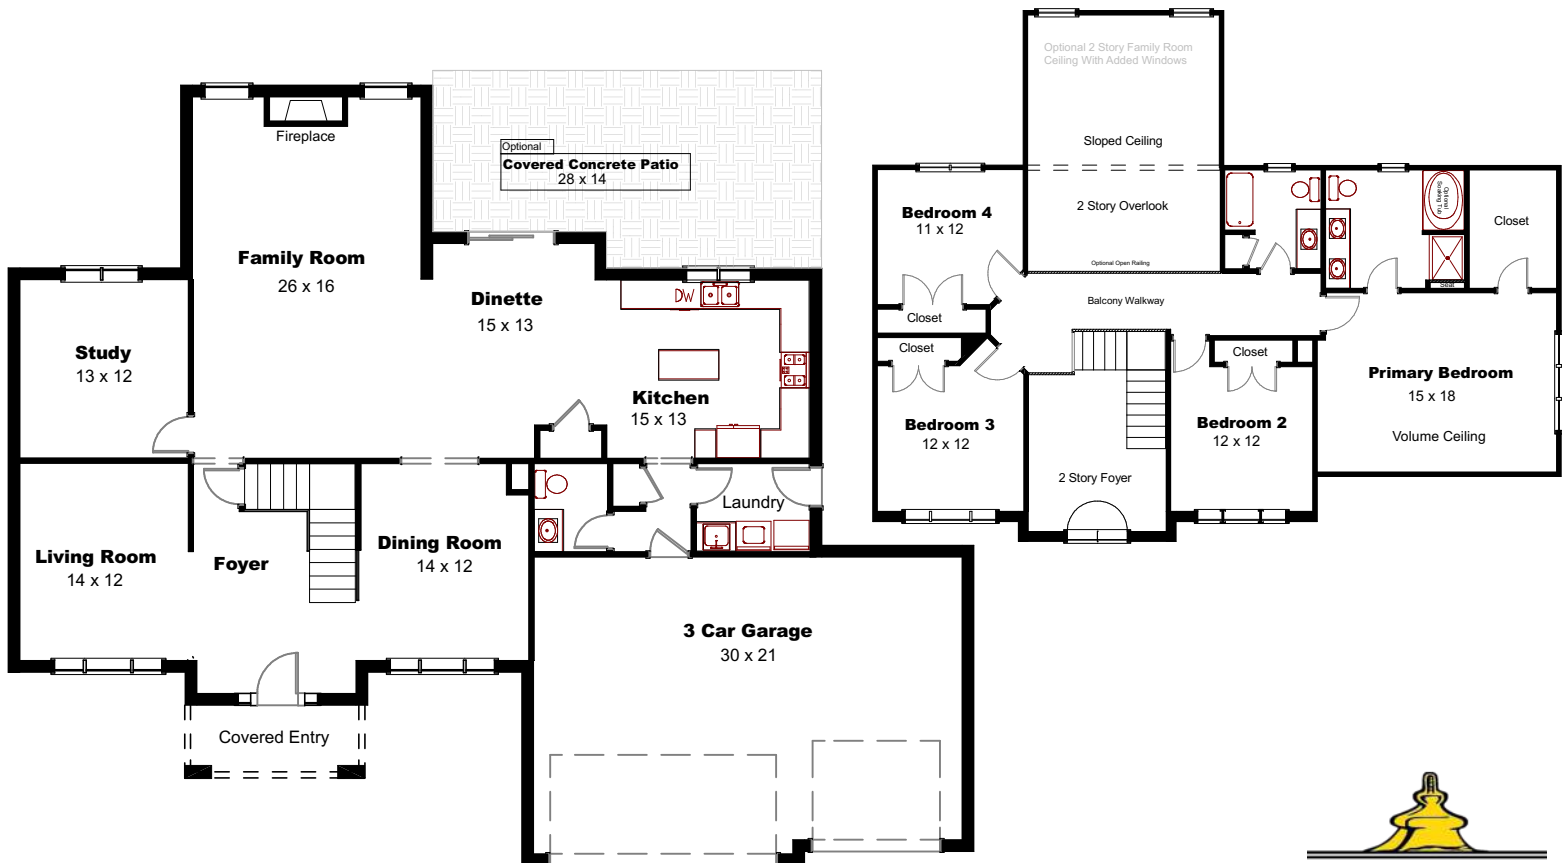 Fireplace
Family Room
26 x 16
Optional
Covered Concrete Patio
28 x 14
Dinette
15 x 13
DW
Kitchen
15 x 13
Study
13 x 12
Living Room
14 x 12
Foyer
Dining Room
14 x 12
Laundry
3 Car Garage
30 x 21
Covered Entry
Optional 2 Story Family Room
Ceiling With Added Windows
Sloped Ceiling
2 Story Overlook
Optional Open Railing
Balcony Walkway
Bedroom 4
11 x 12
Closet
Closet
Bedroom 3
12 x 12
2 Story Foyer
Closet
Bedroom 2
12 x 12
Optional
Soaking Tub
Seat
Closet
Primary Bedroom
15 x 18
Volume Ceiling